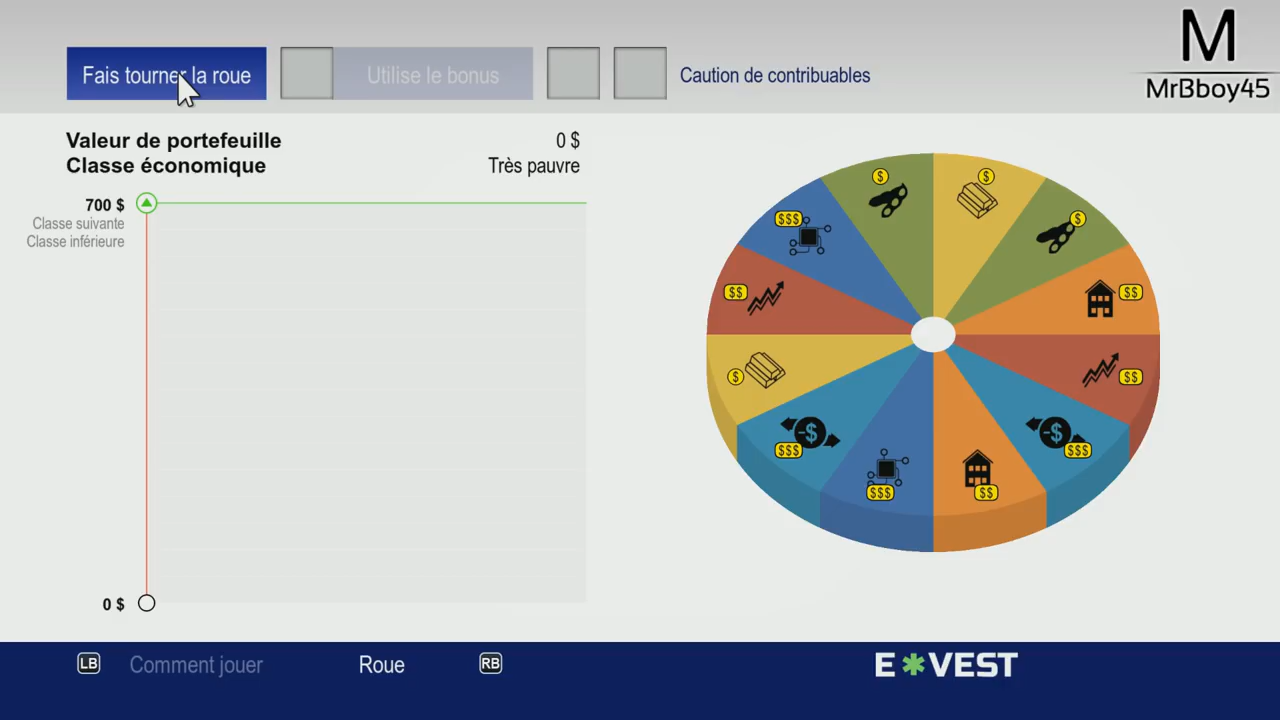 M
MrBboy45
Fais tourner la roue
Utilise le bonus
Caution de contribuables
Valeur de portefeuille 0 $
Classe économique Très pauvre
700 $
Classe suivante
Classe inférieure
0 $
$
$
$
$$$
$$
$$
$
$$
$$$
$$$
$$
$$$
-$
-$
LB Comment jouer Roue RB
E*VEST